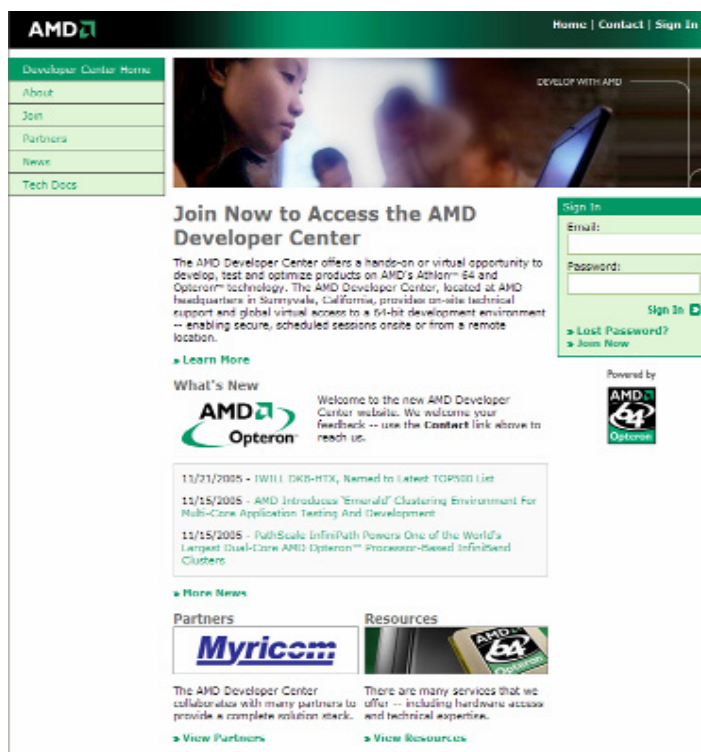 AMD
Home | Contact | Sign In
Developer Center Home
About
Join
Partners
News
Tech Docs
DEVELOP WITH AMD
Join Now to Access the AMD
Developer Center
The AMD Developer Center offers a hands-on or virtual opportunity to
develop, test and optimize products on AMD's Athlon™ 64 and
Opteron™ technology. The AMD Developer Center, located at AMD
headquarters in Sunnyvale, California, provides on-site technical
support and global virtual access to a 64-bit development environment
-- enabling secure, scheduled sessions onsite or from a remote
location.
» Learn More
Sign In
Email:
Password:
Sign In
» Lost Password?
» Join Now
Powered by
AMD
64
Opteron
What's New
AMD
Opteron
Welcome to the new AMD Developer
Center website. We welcome your
feedback -- use the Contact link above to
reach us.
11/21/2005 - IWILL DK8-HTX, Named to Latest TOP500 List
11/15/2005 - AMD Introduces 'Emerald' Clustering Environment For
Multi-Core Application Testing And Development
11/15/2005 - PathScale InfiniPath Powers One of the World's
Largest Dual-Core AMD Opteron™ Processor-Based InfiniBand
Clusters
» More News
Partners
Myricom
The AMD Developer Center
collaborates with many partners to
provide a complete solution stack.
» View Partners
Resources
AMD
64
Opteron
There are many services that we
offer -- including hardware access
and technical expertise.
» View Resources